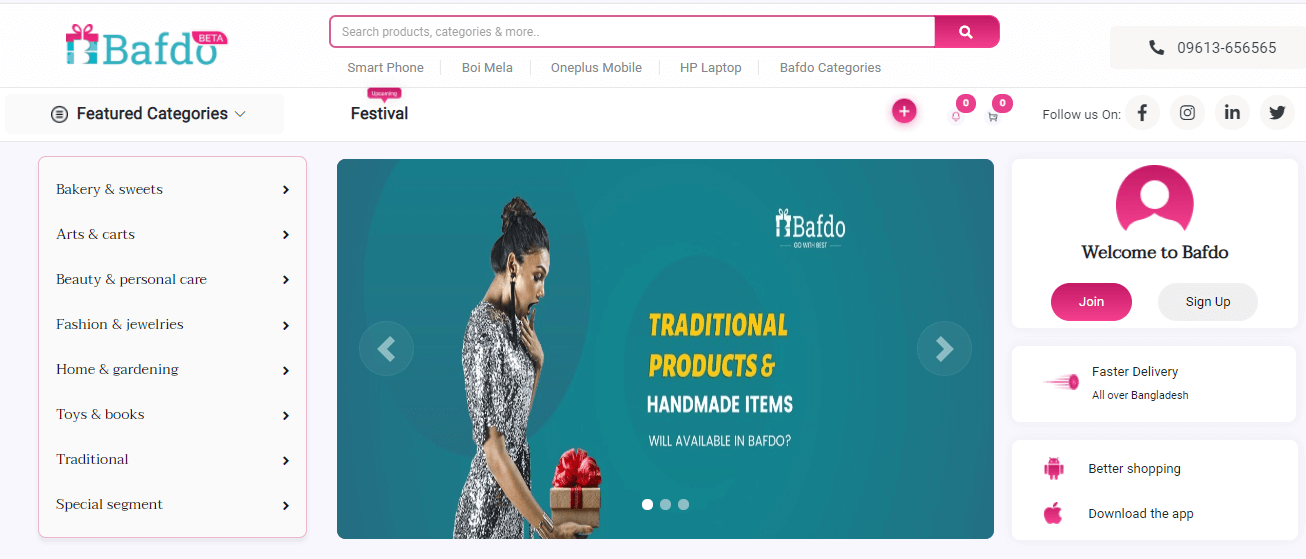 Bafdo
BETA
Search products, categories & more..
Smart Phone
Boi Mela
Oneplus Mobile
HP Laptop
Bafdo Categories
09613-656565
Featured Categories
Upcoming
Festival
0
0
Follow us On:
Bakery & sweets
Arts & carts
Beauty & personal care
Fashion & jewelries
Home & gardening
Toys & books
Traditional
Special segment
Bafdo
GO WITH BEST
TRADITIONAL
PRODUCTS &
HANDMADE ITEMS
WILL AVAILABLE IN BAFDO?
Welcome to Bafdo
Join
Sign Up
Faster Delivery
All over Bangladesh
Better shopping
Download the app